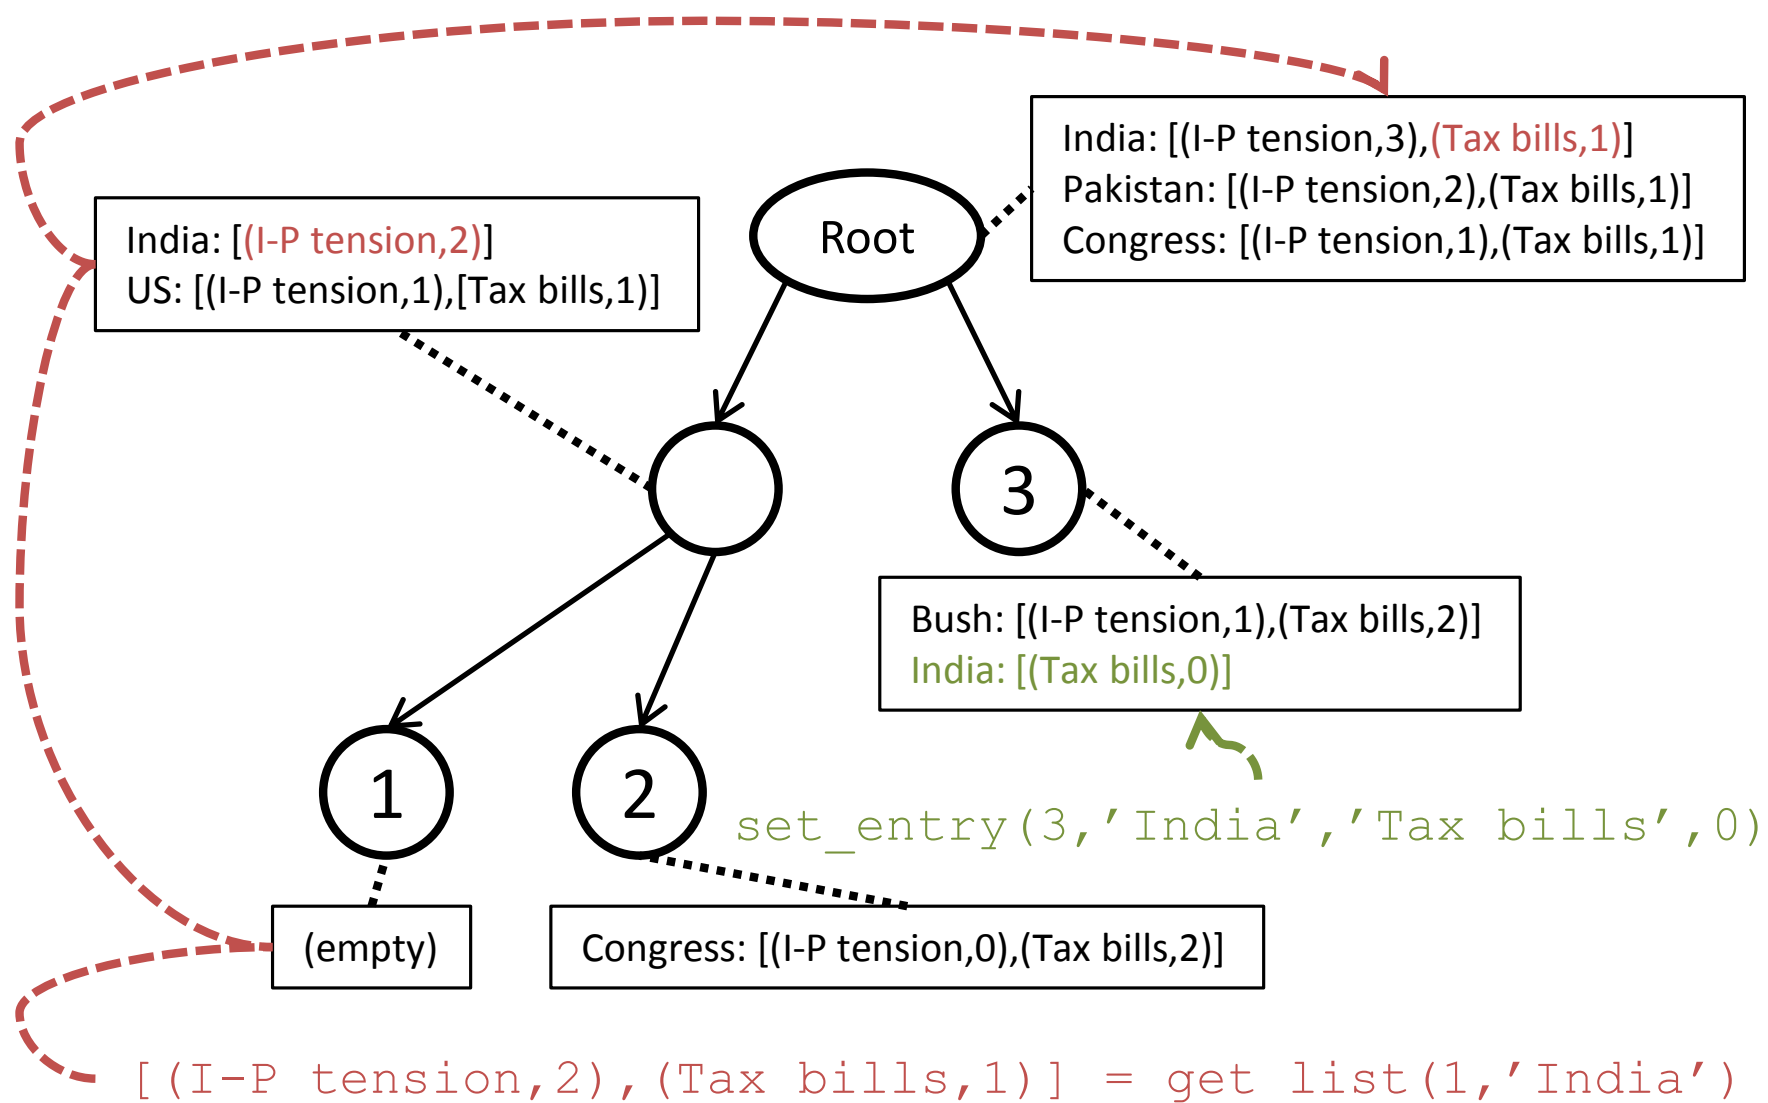 India: [(I-P tension,3),(Tax bills,1)]
Pakistan: [(I-P tension,2),(Tax bills,1)]
Congress: [(I-P tension,1),(Tax bills,1)]
Root
India: [(I-P tension,2)]
US: [(I-P tension,1),[Tax bills,1)]
3
Bush: [(I-P tension,1),(Tax bills,2)]
India: [(Tax bills,0)]
1
2
set_entry(3,'India','Tax bills',0)
(empty)
Congress: [(I-P tension,0),(Tax bills,2)]
[(I-P tension,2),(Tax bills,1)] = get list(1,'India')